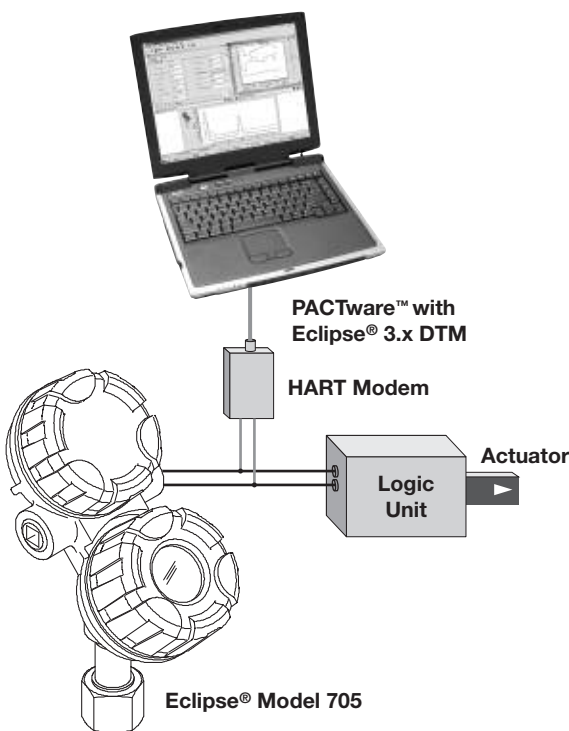 PACTware™ with
Eclipse® 3.x DTM
HART Modem
Actuator
Logic
Unit
Eclipse® Model 705